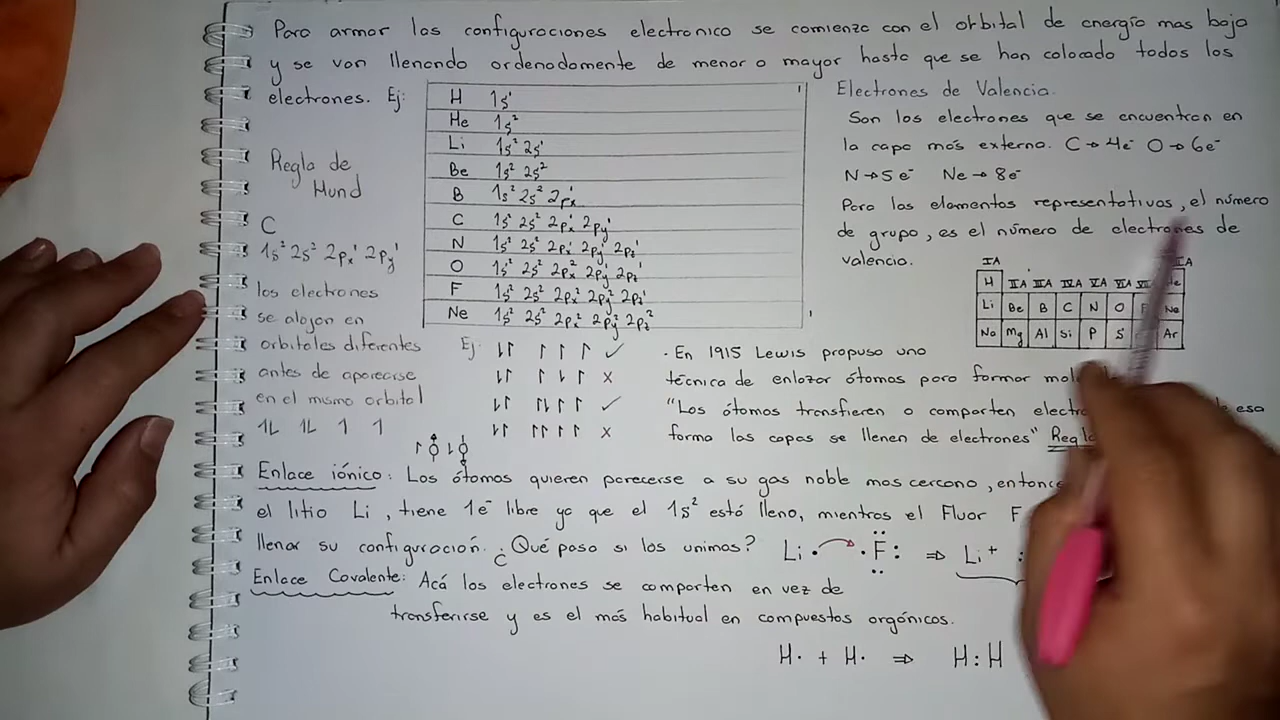 Para armar las configuraciones electronica se comienza con el orbital de energía mas bajo
y se van llenando ordenadamente de menor a mayor hasta que se han colocado todos los
electrones. Ej:
H 1s¹
He 1s²
Li 1s² 2s¹
Be 1s² 2s²
B 1s² 2s² 2px¹
C 1s² 2s² 2px¹ 2py¹
N 1s² 2s² 2px¹ 2py¹ 2pz¹
O 1s² 2s² 2px² 2py¹ 2pz¹
F 1s² 2s² 2px² 2py² 2pz¹
Ne 1s² 2s² 2px² 2py² 2pz²
Regla de
Hund
C
1s² 2s² 2px¹ 2py¹
los electrones
se alojan en
orbitales diferentes
antes de aparearse
en el mismo orbital
1L 1L 1 1
Ej: ⇃↾ ↾ ↾ ↾ ✓
⇃↾ ↾ ⇃ ↾ x
⇃↾ ↾⇃ ↾ ↾ ✓
⇃↾ ↾↾ ↾ ↾ x
Electrones de Valencia.
Son los electrones que se encuentran en
la capa más externa. C→4e⁻ O→6e⁻
N→5e⁻ Ne→8e⁻
Para los elementos representativos, el número
de grupo, es el número de electrones de
valencia.
IA
H IIA IIIA IVA VA VIA
Li Be B C N O Ne
Na Mg Al Si P S Ar
· En 1915 Lewis propuso una
técnica de enlazar átomos para formar
"Los átomos transfieren o comparten esa
forma las capas se llenen de electrones"
Enlace iónico: Los átomos quieren parecerse a su gas noble mas cercano,
el litio Li, tiene 1e⁻ libre ya que el 1s² está lleno, mientras el Fluor F
llenar su configuración. ¿Qué pasa si los unimos? Li· ·F: ⇒ Li⁺ :
Enlace Covalente: Acá los electrones se comparten en vez de
transferirse y es el más habitual en compuestos orgánicos.
H· + H· ⇒ H:H